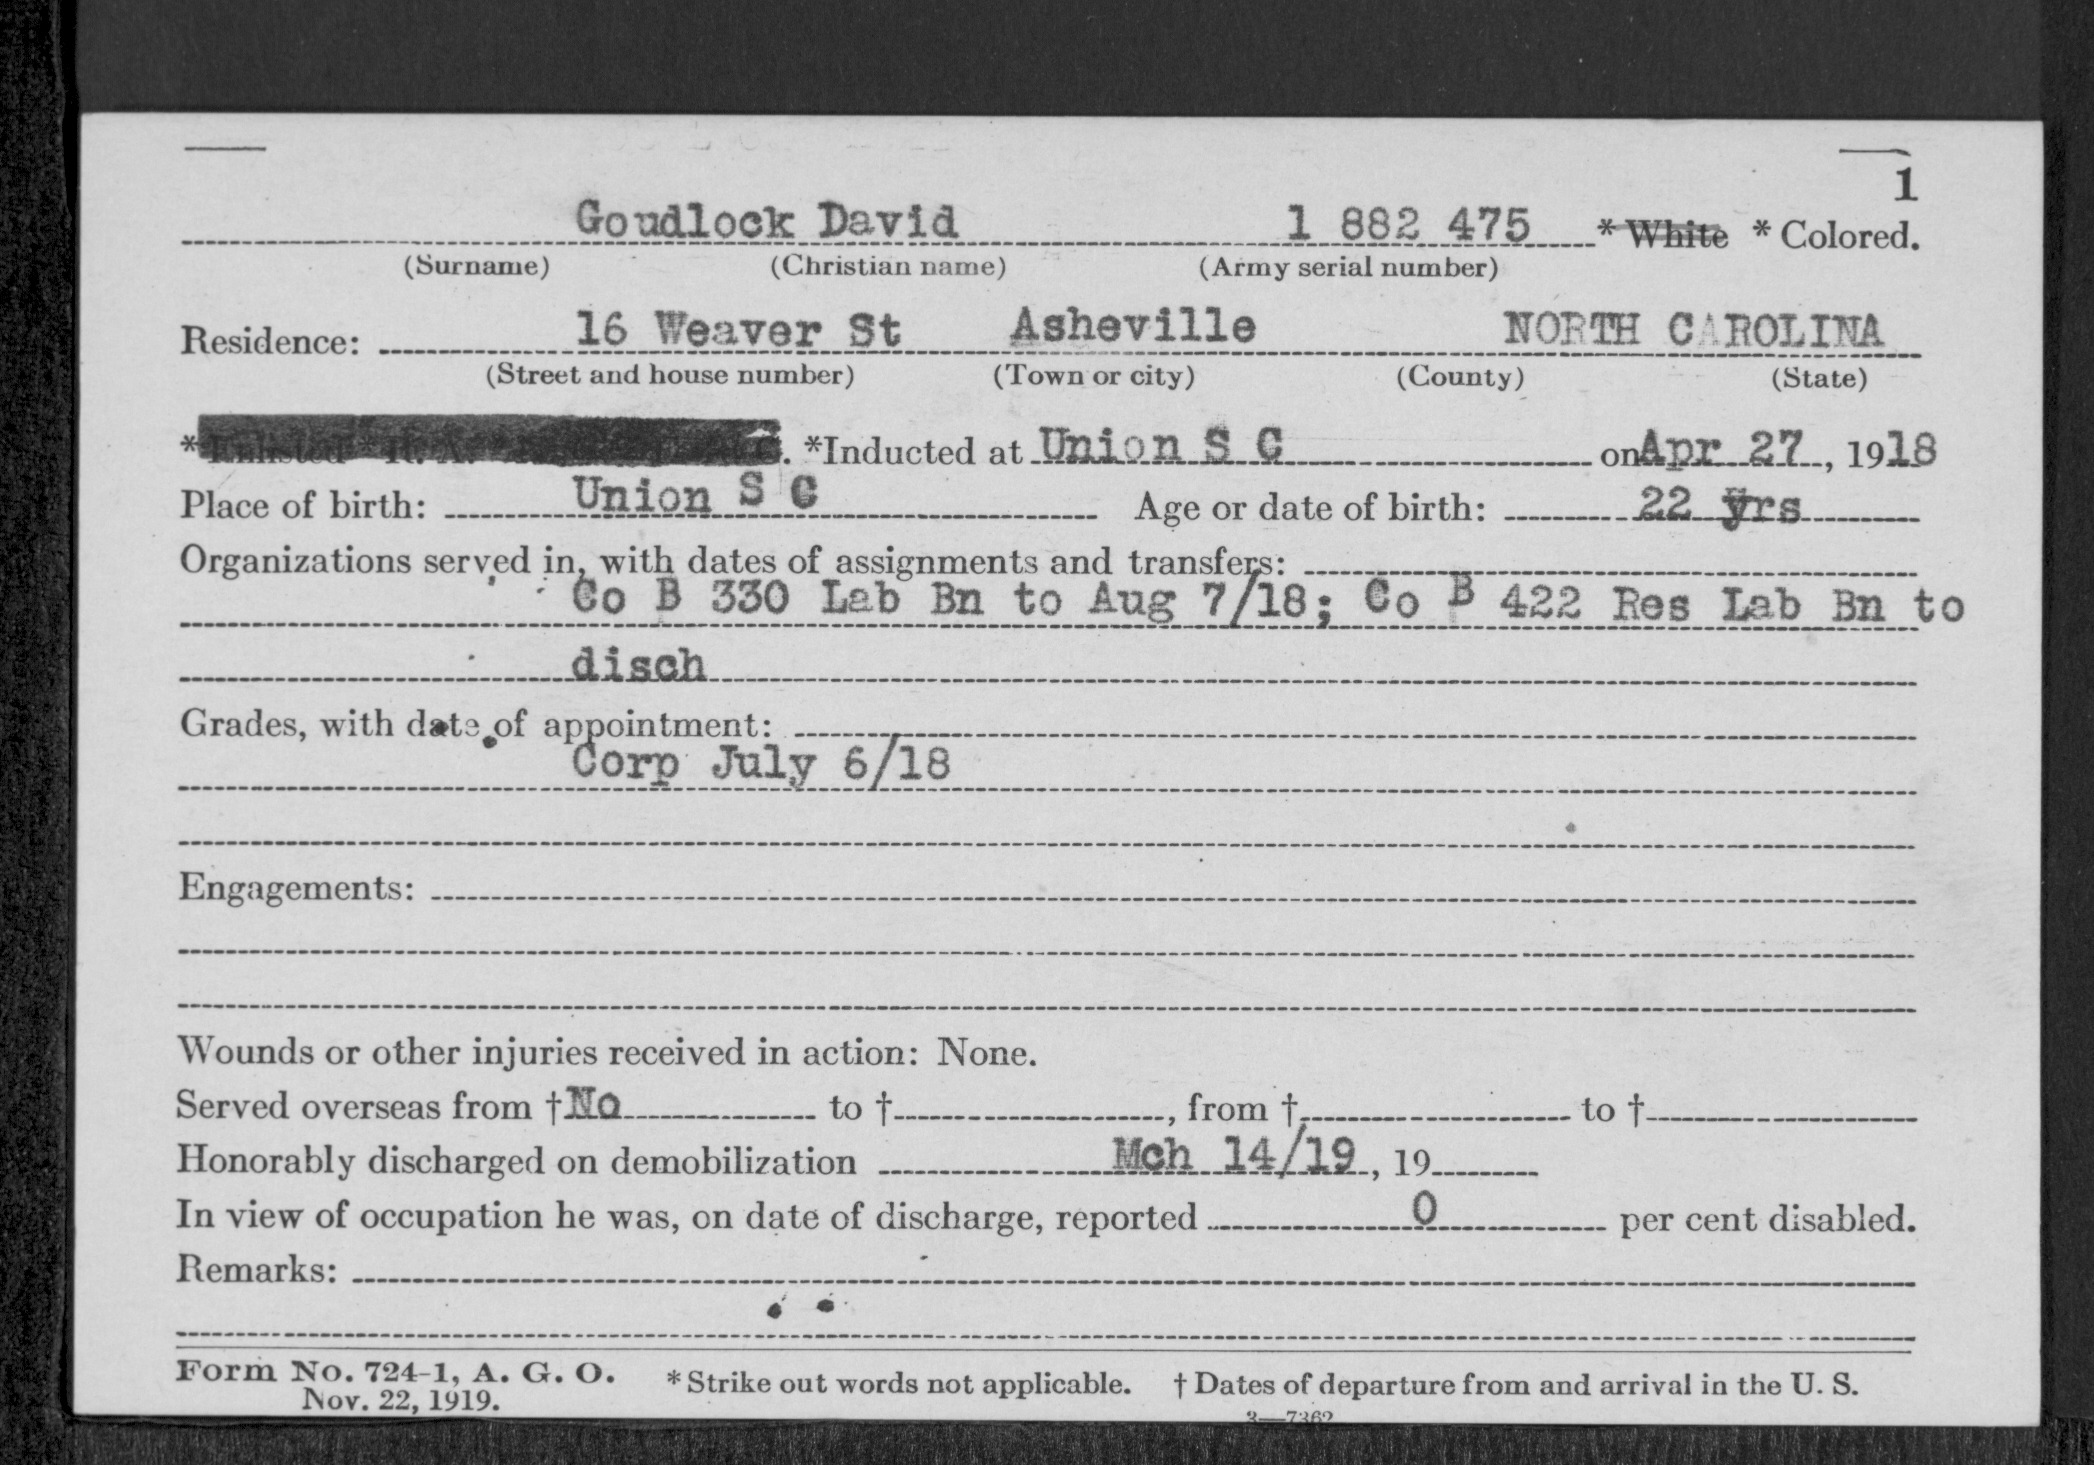 1
Goudlock David 1 882 475 * White * Colored.
(Surname) (Christian name) (Army serial number)
Residence: 16 Weaver St Asheville NORTH CAROLINA
(Street and house number) (Town or city) (County) (State)
*Enlisted * R. A. *Inducted at Union S C on Apr 27, 1918
Place of birth: Union S C Age or date of birth: 22 yrs
Organizations served in, with dates of assignments and transfers:
Co B 330 Lab Bn to Aug 7/18; Co B 422 Res Lab Bn to
disch
Grades, with date of appointment:
Corp July 6/18
Engagements:
Wounds or other injuries received in action: None.
Served overseas from †No to †, from † to †
Honorably discharged on demobilization Mch 14/19, 19
In view of occupation he was, on date of discharge, reported 0 per cent disabled.
Remarks:
Form No. 724-1, A. G. O. *Strike out words not applicable. † Dates of departure from and arrival in the U. S.
Nov. 22, 1919.
3—7362